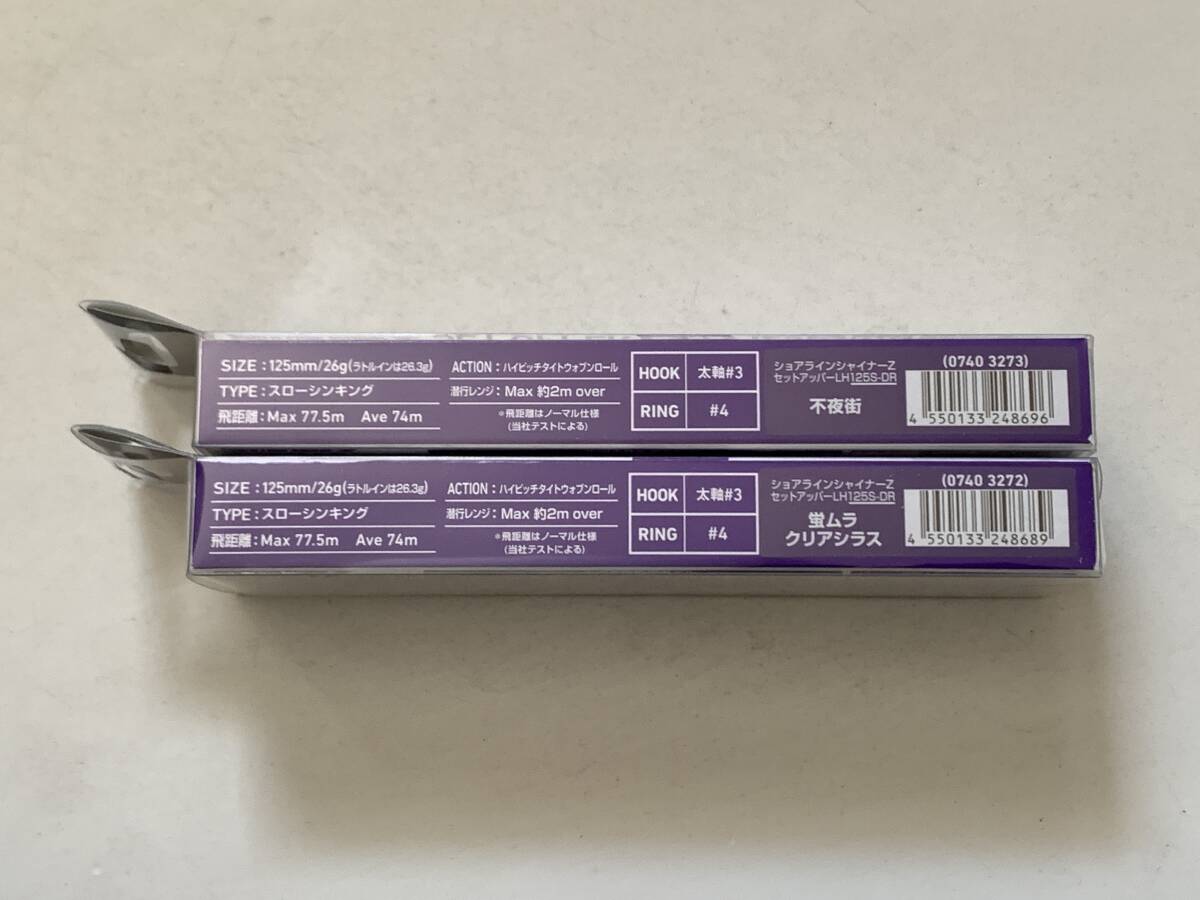 SIZE : 125mm/26g(ラトルインは26.3g)
TYPE : スローシンキング
飛距離 : Max 77.5m Ave 74m
ACTION : ハイピッチタイトウォブンロール
潜行レンジ : Max 約2m over
*飛距離はノーマル仕様
(当社テストによる)
HOOK 太軸#3
RING #4
ショアラインシャイナーZ
セットアッパーLH125S-DR
不夜街
(0740 3273)
4 550133 248696
SIZE : 125mm/26g(ラトルインは26.3g)
TYPE : スローシンキング
飛距離 : Max 77.5m Ave 74m
ACTION : ハイピッチタイトウォブンロール
潜行レンジ : Max 約2m over
*飛距離はノーマル仕様
(当社テストによる)
HOOK 太軸#3
RING #4
ショアラインシャイナーZ
セットアッパーLH125S-DR
蛍ムラ
クリアシラス
(0740 3272)
4 550133 248689